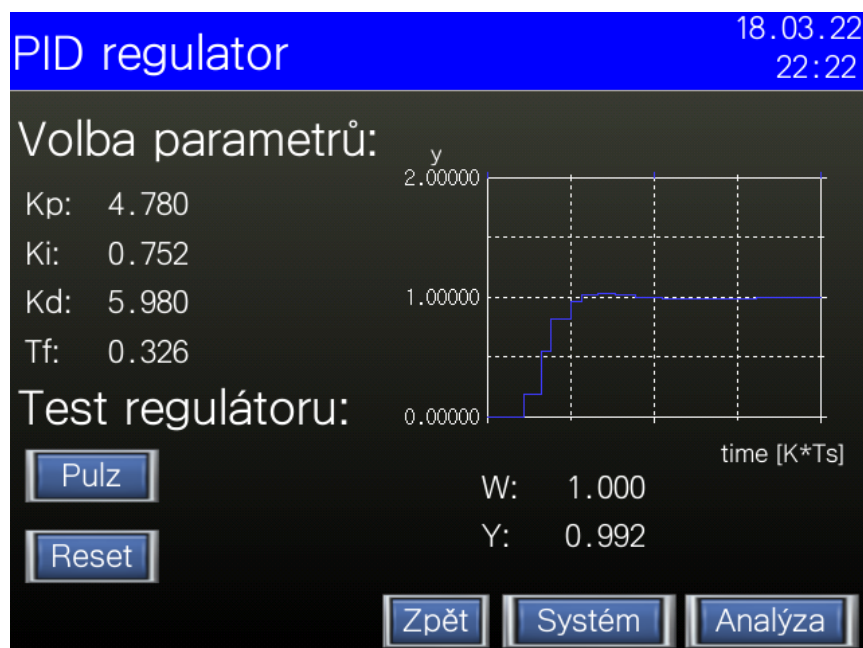 PID regulator
18.03.22
22:22
Volba parametrů:
Kp: 4.780
Ki: 0.752
Kd: 5.980
Tf: 0.326
y
2.00000
1.00000
0.00000
time [K*Ts]
Test regulátoru:
Pulz
Reset
W: 1.000
Y: 0.992
Zpět
Systém
Analýza